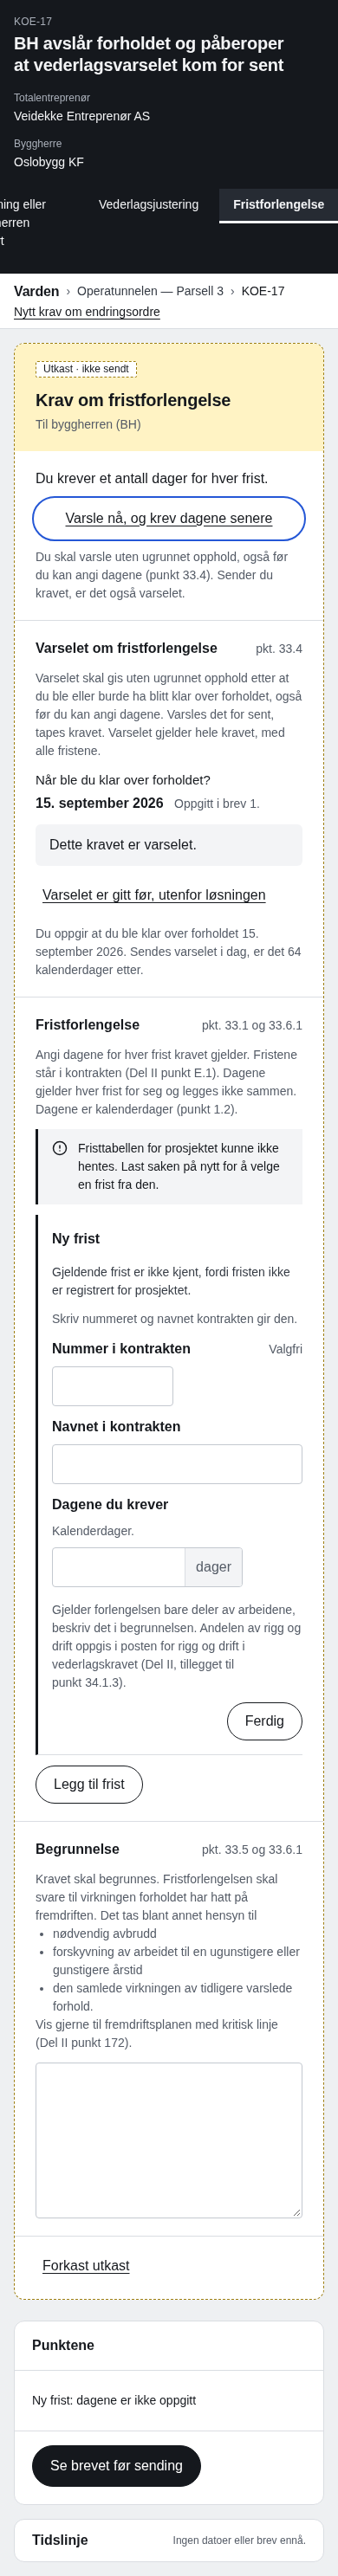 KOE-17
BH avslår forholdet og påberoper
at vederlagsvarselet kom for sent
Totalentreprenør
Veidekke Entreprenør AS
Byggherre
Oslobygg KF
ning eller
erren
t
Vederlagsjustering
Fristforlengelse
Varden › Operatunnelen — Parsell 3 › KOE-17
Nytt krav om endringsordre
Utkast · ikke sendt
Krav om fristforlengelse
Til byggherren (BH)
Du krever et antall dager for hver frist.
Varsle nå, og krev dagene senere
Du skal varsle uten ugrunnet opphold, også før
du kan angi dagene (punkt 33.4). Sender du
kravet, er det også varselet.
Varselet om fristforlengelse pkt. 33.4
Varselet skal gis uten ugrunnet opphold etter at
du ble eller burde ha blitt klar over forholdet, også
før du kan angi dagene. Varsles det for sent,
tapes kravet. Varselet gjelder hele kravet, med
alle fristene.
Når ble du klar over forholdet?
15. september 2026 Oppgitt i brev 1.
Dette kravet er varselet.
Varselet er gitt før, utenfor løsningen
Du oppgir at du ble klar over forholdet 15.
september 2026. Sendes varselet i dag, er det 64
kalenderdager etter.
Fristforlengelse pkt. 33.1 og 33.6.1
Angi dagene for hver frist kravet gjelder. Fristene
står i kontrakten (Del II punkt E.1). Dagene
gjelder hver frist for seg og legges ikke sammen.
Dagene er kalenderdager (punkt 1.2).
Fristtabellen for prosjektet kunne ikke
hentes. Last saken på nytt for å velge
en frist fra den.
Ny frist
Gjeldende frist er ikke kjent, fordi fristen ikke
er registrert for prosjektet.
Skriv nummeret og navnet kontrakten gir den.
Nummer i kontrakten Valgfri
Navnet i kontrakten
Dagene du krever
Kalenderdager.
dager
Gjelder forlengelsen bare deler av arbeidene,
beskriv det i begrunnelsen. Andelen av rigg og
drift oppgis i posten for rigg og drift i
vederlagskravet (Del II, tillegget til
punkt 34.1.3).
Ferdig
Legg til frist
Begrunnelse pkt. 33.5 og 33.6.1
Kravet skal begrunnes. Fristforlengelsen skal
svare til virkningen forholdet har hatt på
fremdriften. Det tas blant annet hensyn til
• nødvendig avbrudd
• forskyvning av arbeidet til en ugunstigere eller
gunstigere årstid
• den samlede virkningen av tidligere varslede
forhold.
Vis gjerne til fremdriftsplanen med kritisk linje
(Del II punkt 172).
Forkast utkast
Punktene
Ny frist: dagene er ikke oppgitt
Se brevet før sending
Tidslinje Ingen datoer eller brev ennå.